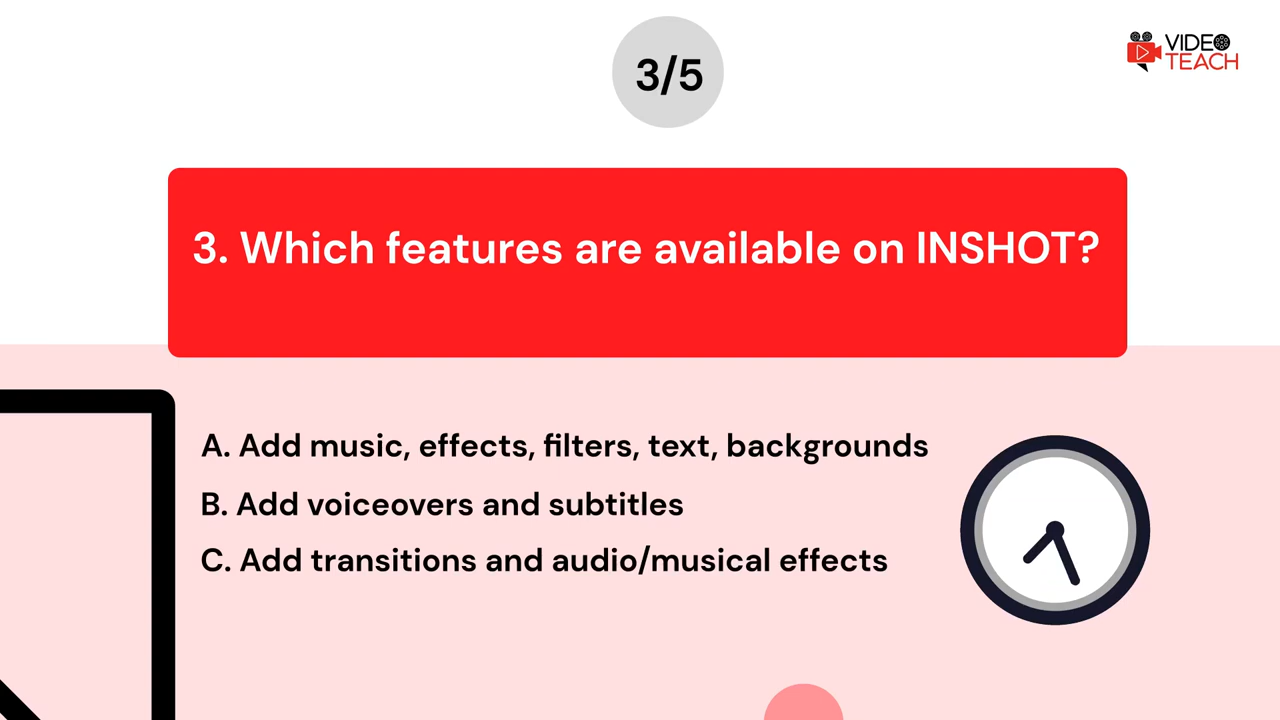 3/5
VIDEO
TEACH
3. Which features are available on INSHOT?
A. Add music, effects, filters, text, backgrounds
B. Add voiceovers and subtitles
C. Add transitions and audio/musical effects